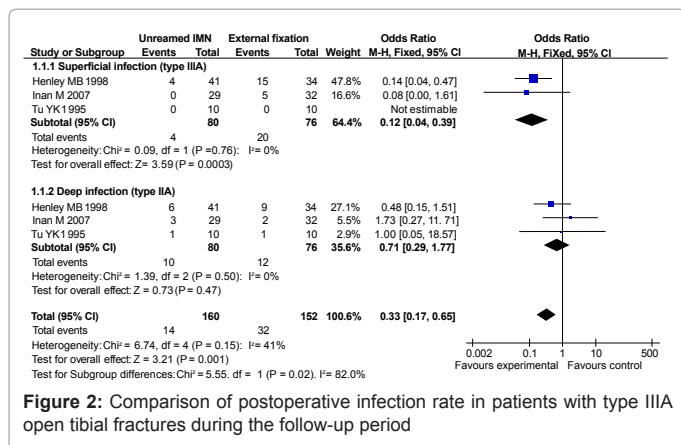 Unreamed IMN External fixation Odds Ratio Odds Ratio
Study or Subgroup Events Total Events Total Weight M-H, Fixed, 95% CI M-H, FiXed, 95% CI
1.1.1 Superficial infection (type IIIA)
Henley MB 1998 4 41 15 34 47.8% 0.14 [0.04, 0.47]
Inan M 2007 0 29 5 32 16.6% 0.08 [0.00, 1.61]
Tu YK1995 0 10 0 10 Not estimable
Subtotal (95% CI) 80 76 64.4% 0.12 [0.04, 0.39]
Total events 4 20
Heterogeneity: Chi² = 0.09, df = 1 (P =0.76): I²= 0%
Test for overall effect: Z= 3.59 (P = 0.0003)
1.1.2 Deep infection (type IIA)
Henley MB 1998 6 41 9 34 27.1% 0.48 [0.15, 1.51]
Inan M 2007 3 29 2 32 5.5% 1.73 [0.27, 11. 71]
Tu YK1995 1 10 1 10 2.9% 1.00 [0.05, 18.57]
Subtotal (95% CI) 80 76 35.6% 0.71 [0.29, 1.77]
Total events 10 12
Heterogeneity: Chi² = 1.39, df = 2 (P = 0.50): I²= 0%
Test for overall effect: Z = 0.73 (P = 0.47)
Total (95% CI) 160 152 100.6% 0.33 [0.17, 0.65]
Total events 14 32
Heterogeneity: Chi² = 6.74, df = 4 (P = 0.15): I²= 41%
Test for overall effect: Z = 3.21 (P = 0.001)
Test for Subgroup differences: Chi² = 5.55. df = 1 (P = 0.02). I²= 82.0%
0.002 0.1 1 10 500
Favours experimental Favours control
Figure 2: Comparison of postoperative infection rate in patients with type IIIA
open tibial fractures during the follow-up period